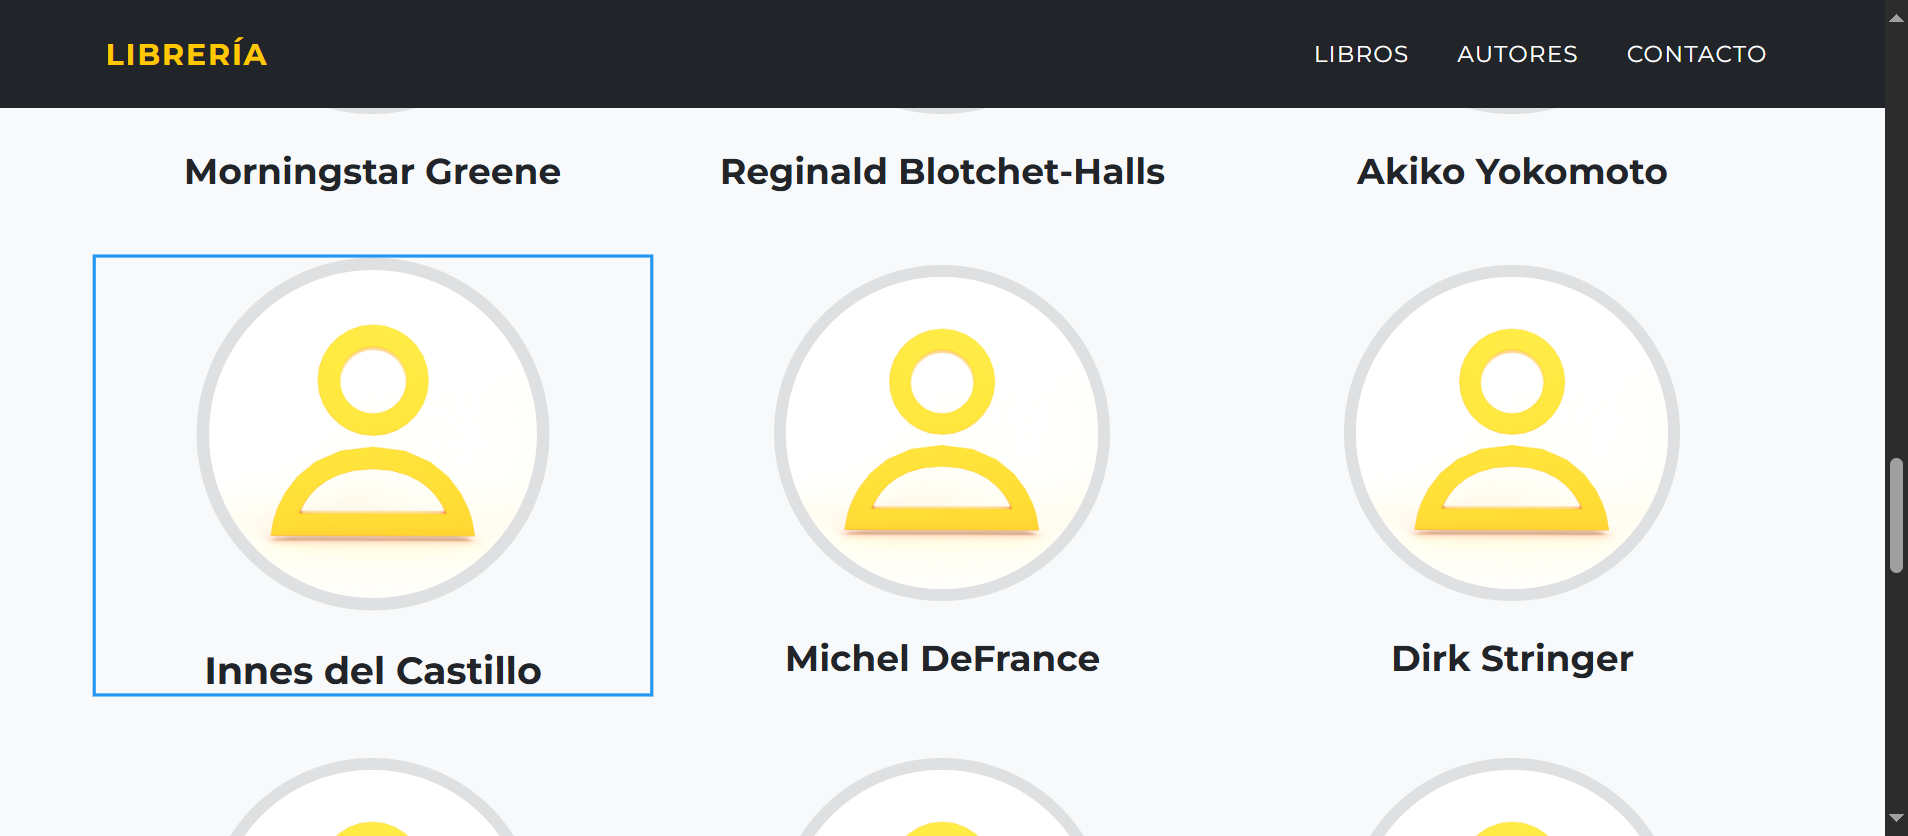 LIBRERÍA
LIBROS AUTORES CONTACTO
Morningstar Greene
Reginald Blotchet-Halls
Akiko Yokomoto
Innes del Castillo
Michel DeFrance
Dirk Stringer